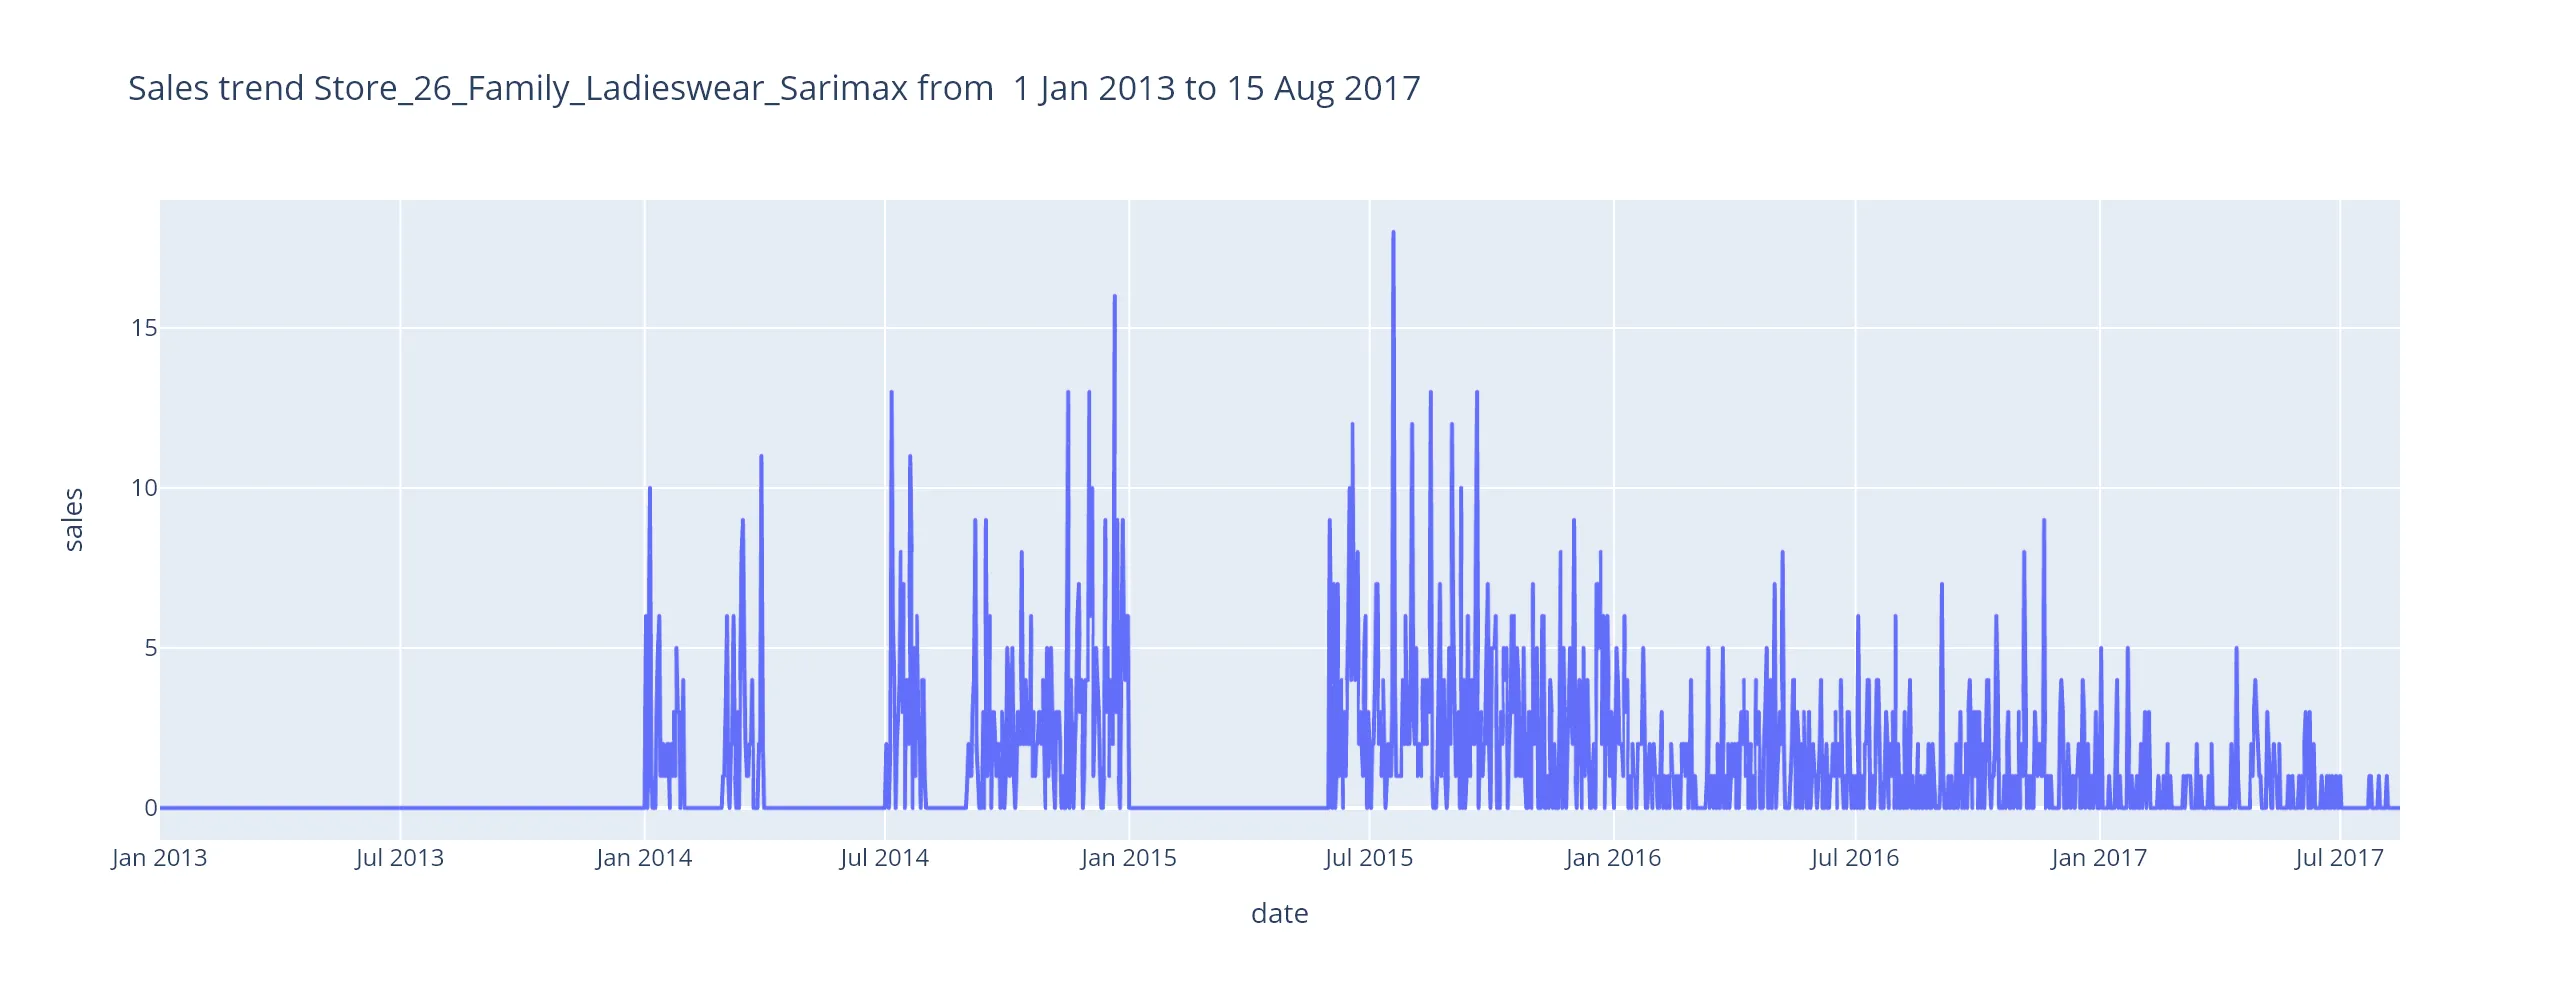 Sales trend Store_26_Family_Ladieswear_Sarimax from  1 Jan 2013 to 15 Aug 2017
sales
15
10
5
0
Jan 2013 Jul 2013 Jan 2014 Jul 2014 Jan 2015 Jul 2015 Jan 2016 Jul 2016 Jan 2017 Jul 2017
date